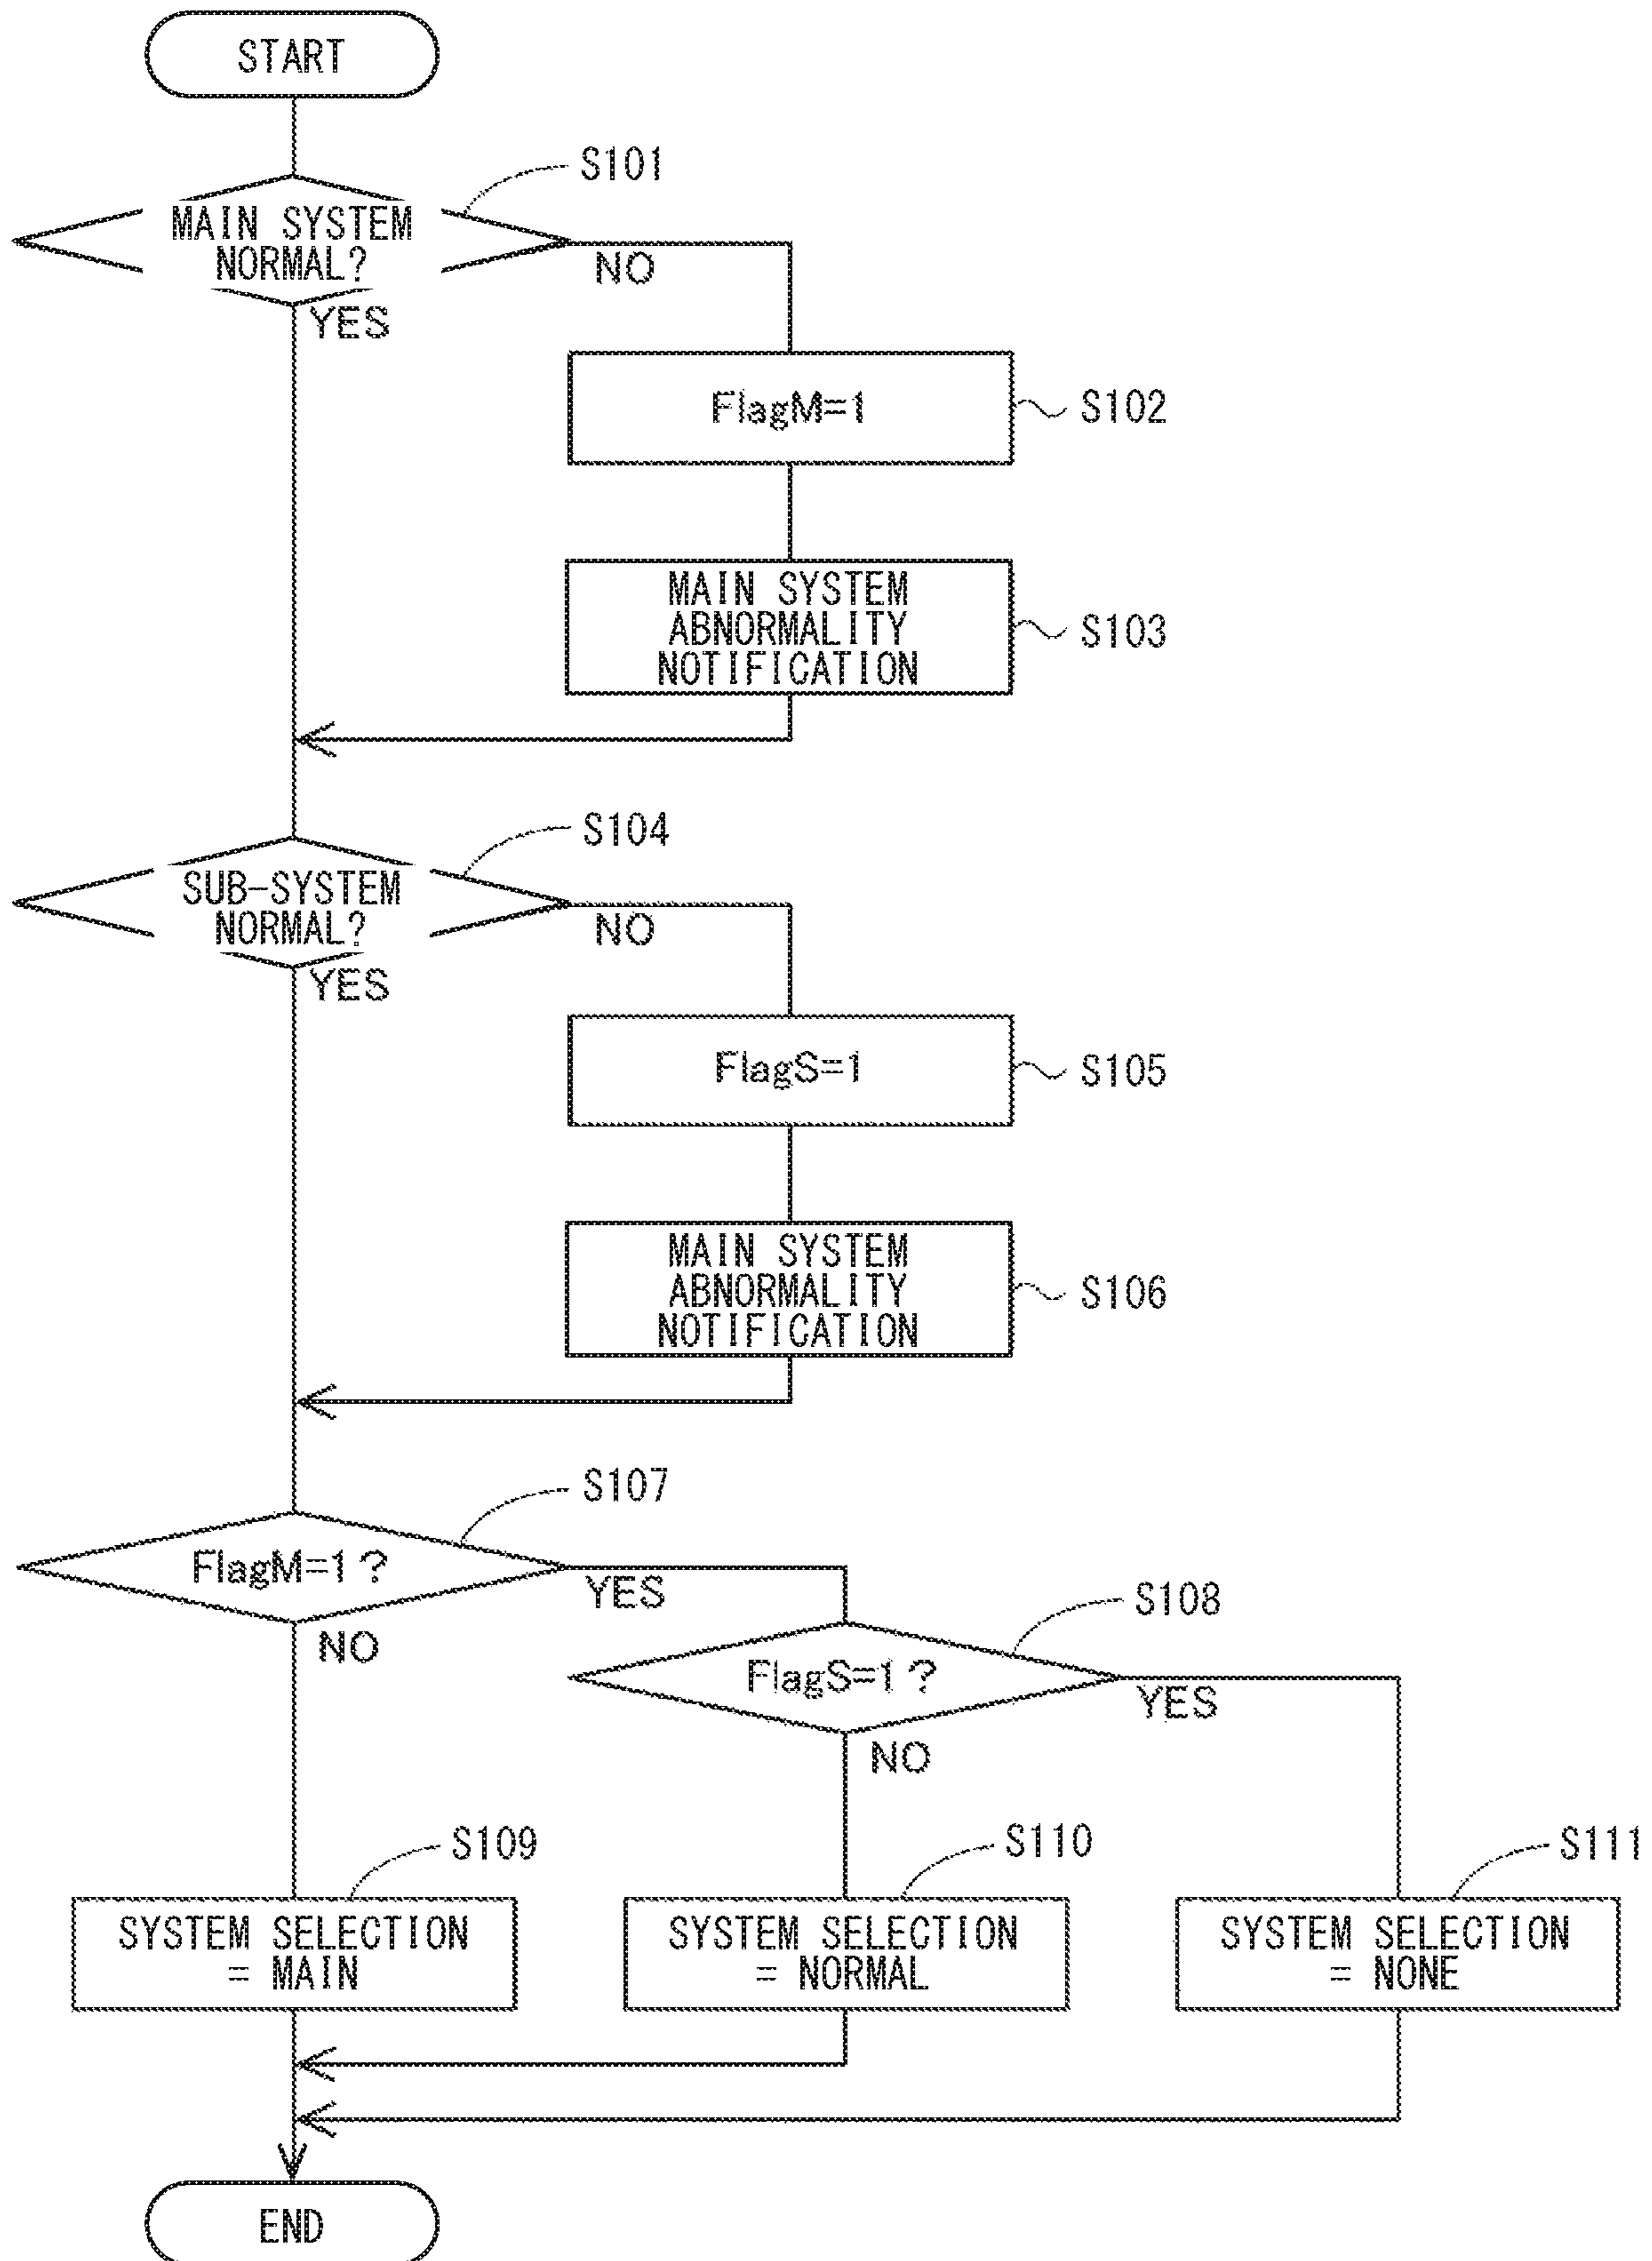 START
S101
MAIN SYSTEM
NORMAL?
NO
YES
FlagM=1
S102
MAIN SYSTEM
ABNORMALITY
NOTIFICATION
S103
S104
SUB-SYSTEM
NORMAL?
NO
YES
FlagS=1
S105
MAIN SYSTEM
ABNORMALITY
NOTIFICATION
S106
S107
FlagM=1?
YES
NO
S108
FlagS=1?
YES
NO
S109
SYSTEM SELECTION
= MAIN
S110
SYSTEM SELECTION
= NORMAL
S111
SYSTEM SELECTION
= NONE
END